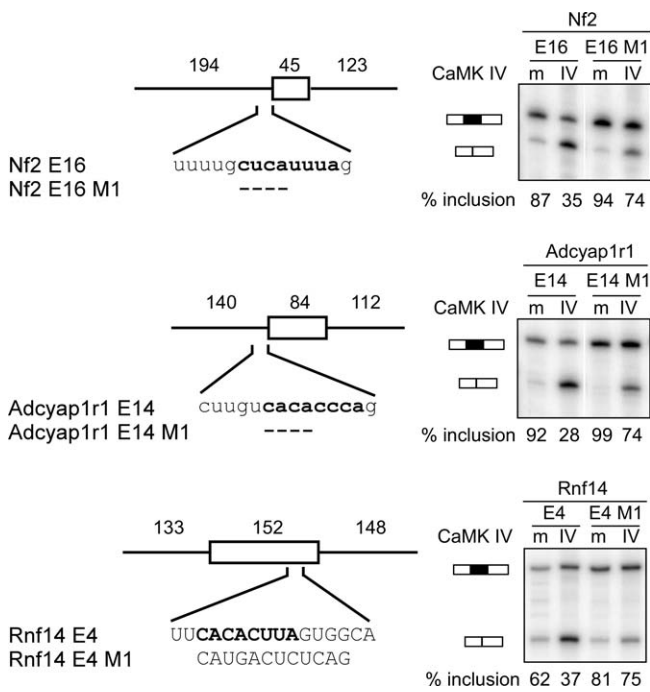 Nf2
194 45 123
E16 E16 M1
CaMK IV m IV m IV
Nf2 E16 uuuugcucauuuag
Nf2 E16 M1 ----
% inclusion 87 35 94 74
Adcyap1r1
140 84 112
E14 E14 M1
CaMK IV m IV m IV
Adcyap1r1 E14 cuugucacacccag
Adcyap1r1 E14 M1 ----
% inclusion 92 28 99 74
Rnf14
133 152 148
E4 E4 M1
CaMK IV m IV m IV
Rnf14 E4 UUCACACUUAGUGGCA
Rnf14 E4 M1 CAUGACUCUCAG
% inclusion 62 37 81 75